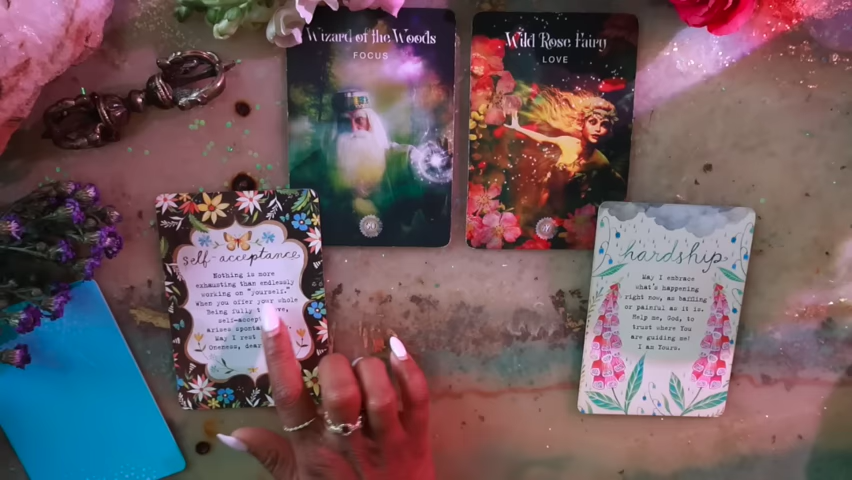 Wizard of the Woods
FOCUS
Wild Rose Fairy
LOVE
self-acceptance
Nothing is more
exhausting than endlessly
working on "yourself."
When you offer your whole
Being fully
self-accep
arises sponta
May I rest
Oneness, dear
hardship
May I embrace
what's happening
right now, as baffling
or painful as it is.
Help me, God, to
trust where You
are guiding me!
I am Yours.